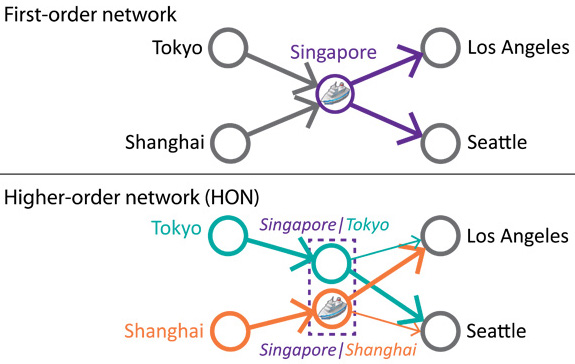 First-order network
Tokyo
Singapore
Los Angeles
Shanghai
Seattle
Higher-order network (HON)
Tokyo
Singapore|Tokyo
Los Angeles
Shanghai
Seattle
Singapore|Shanghai